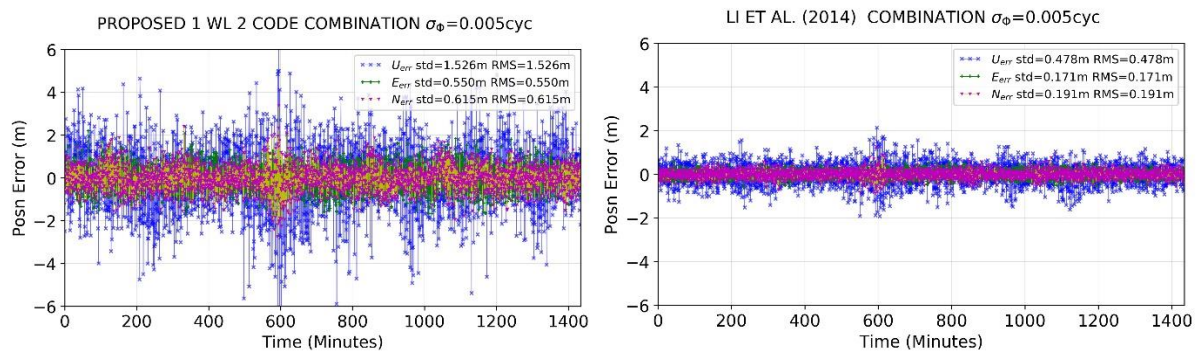 PROPOSED 1 WL 2 CODE COMBINATION σΦ=0.005cyc
Uerr std=1.526m RMS=1.526m
Eerr std=0.550m RMS=0.550m
Nerr std=0.615m RMS=0.615m
Posn Error (m)
6
4
2
0
−2
−4
−6
0 200 400 600 800 1000 1200 1400
Time (Minutes)
LI ET AL. (2014) COMBINATION σΦ=0.005cyc
Uerr std=0.478m RMS=0.478m
Eerr std=0.171m RMS=0.171m
Nerr std=0.191m RMS=0.191m
Posn Error (m)
6
4
2
0
−2
−4
−6
0 200 400 600 800 1000 1200 1400
Time (Minutes)